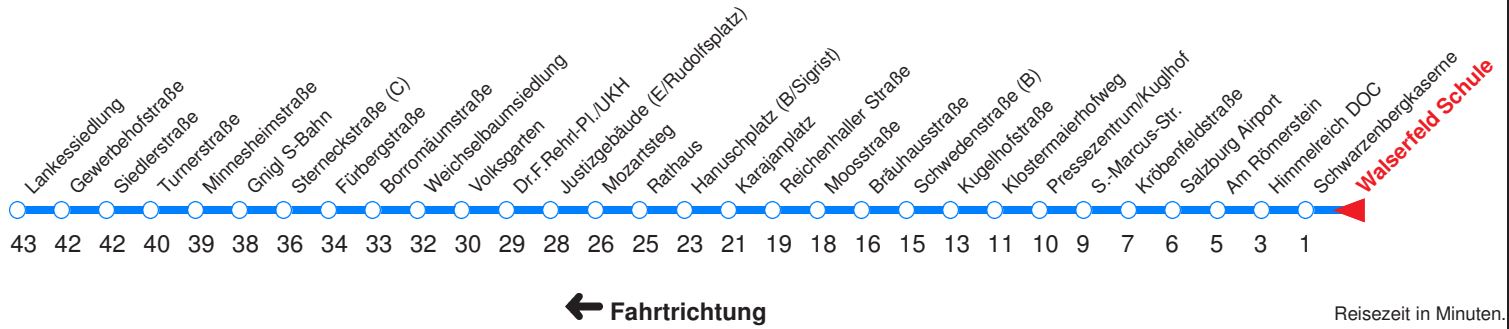 Lankessiedlung
Gewerbehofstraße
Siedlerstraße
Turnerstraße
Minnesheimstraße
Gnigl S-Bahn
Sterneckstraße (C)
Fürbergstraße
Borromäumstraße
Weichselbaumsiedlung
Volksgarten
Dr.F.Rehrl-Pl./UKH
Justizgebäude (E/Rudolfsplatz)
Mozartsteg
Rathaus
Hanuschplatz (B/Sigrist)
Karajanplatz
Reichenhaller Straße
Moosstraße
Bräuhausstraße
Schwedenstraße (B)
Kugelhofstraße
Klostermaierhofweg
Pressezentrum/Kuglhof
S.-Marcus-Str.
Kröbenfeldstraße
Salzburg Airport
Am Römerstein
Himmelreich DOC
Schwarzenbergkaserne
Walserfeld Schule
43 42 42 40 39 38 36 34 33 32 30 29 28 26 25 23 21 19 18 16 15 13 11 10 9 7 6 5 3 1
Fahrtrichtung
Reisezeit in Minuten.